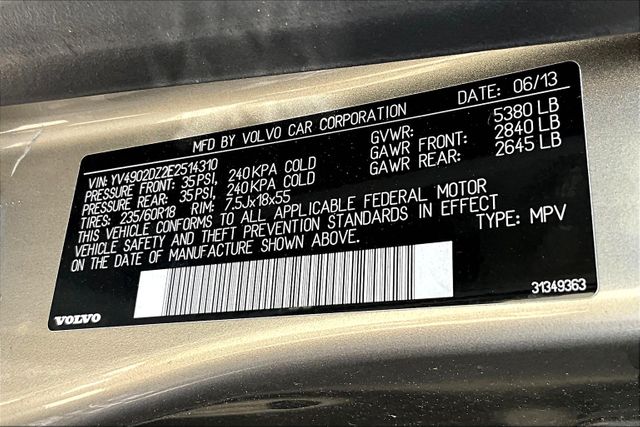 MFD BY VOLVO CAR CORPORATION DATE: 06/13
VIN: YV4902DZ2E2514310 GVWR: 5380 LB
PRESSURE FRONT: 35PSI, 240KPA COLD GAWR FRONT: 2840 LB
PRESSURE REAR: 35PSI, 240KPA COLD GAWR REAR: 2645 LB
TIRES: 235/60R18 RIM: 7.5Jx18x55
THIS VEHICLE CONFORMS TO ALL APPLICABLE FEDERAL MOTOR
VEHICLE SAFETY AND THEFT PREVENTION STANDARDS IN EFFECT
ON THE DATE OF MANUFACTURE SHOWN ABOVE. TYPE: MPV
VOLVO 31349363